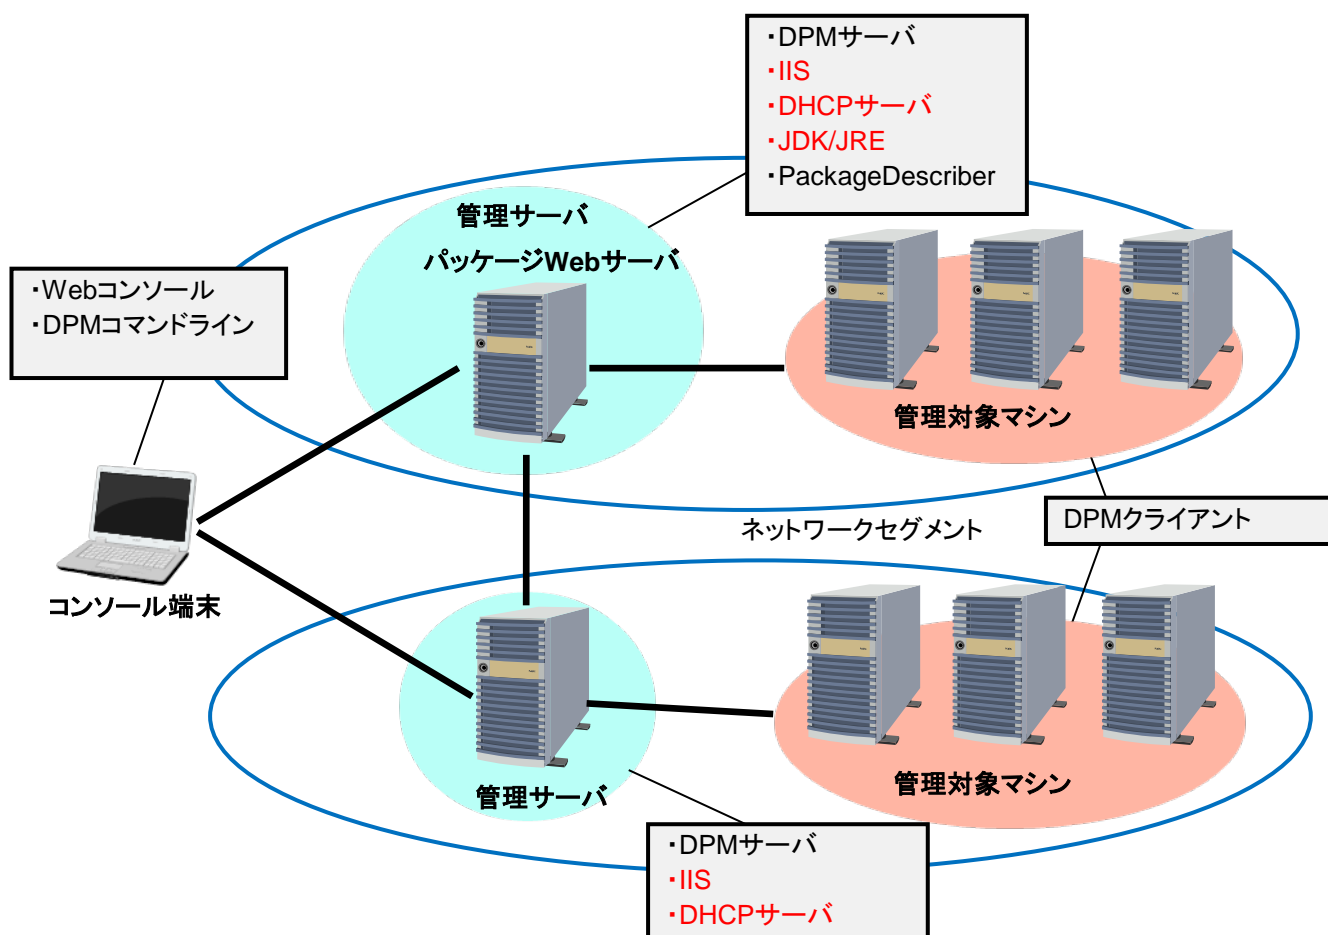 ・DPMサーバ
・IIS
・DHCPサーバ
・JDK/JRE
・PackageDescriber
管理サーバ
パッケージWebサーバ
・Webコンソール
・DPMコマンドライン
管理対象マシン
コンソール端末
ネットワークセグメント
DPMクライアント
管理サーバ
管理対象マシン
・DPMサーバ
・IIS
・DHCPサーバ